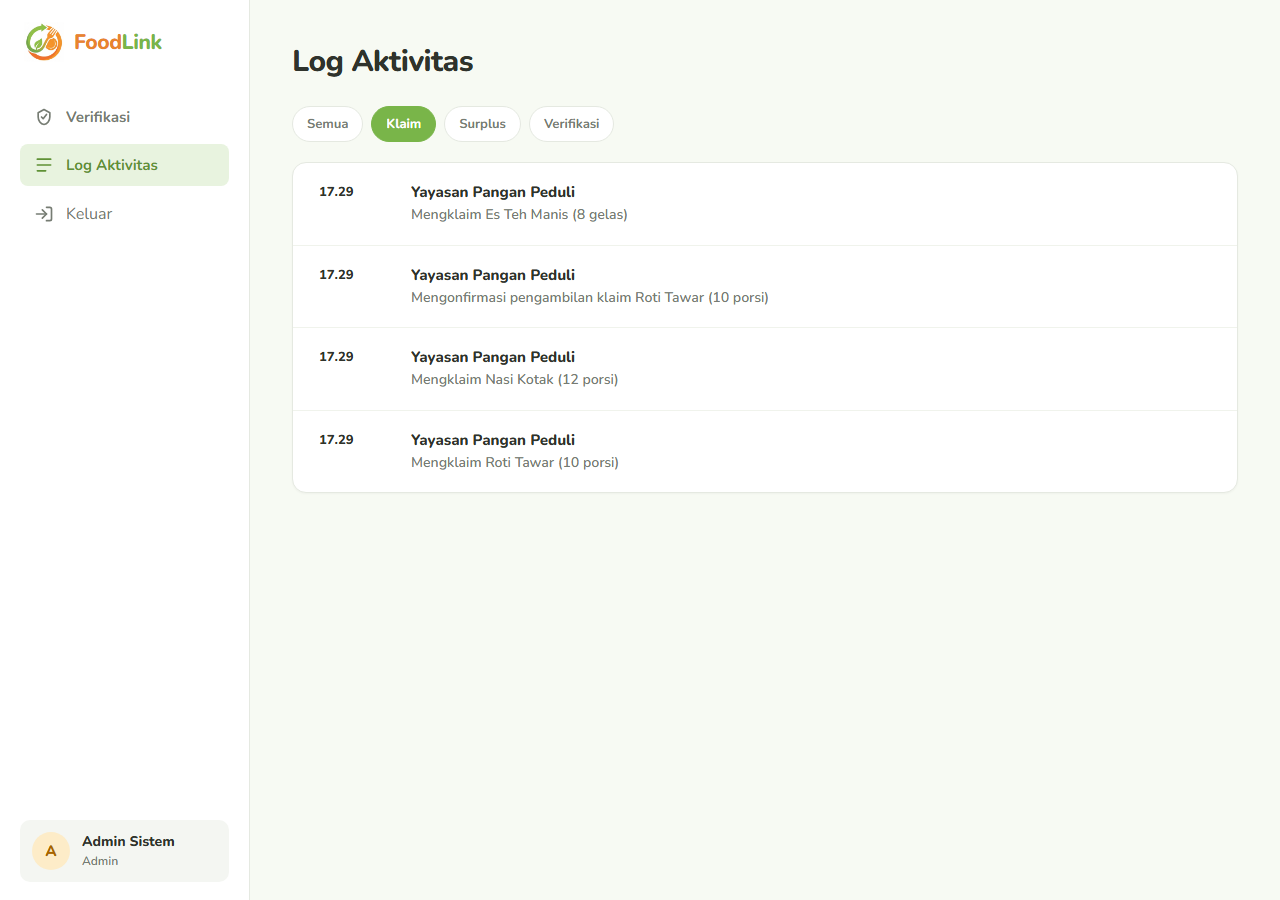 FoodLink
Verifikasi
Log Aktivitas
Keluar
Admin Sistem
A
Admin
Log Aktivitas
Semua
Klaim
Surplus
Verifikasi
17.29
Yayasan Pangan Peduli
Mengklaim Es Teh Manis (8 gelas)
17.29
Yayasan Pangan Peduli
Mengonfirmasi pengambilan klaim Roti Tawar (10 porsi)
17.29
Yayasan Pangan Peduli
Mengklaim Nasi Kotak (12 porsi)
17.29
Yayasan Pangan Peduli
Mengklaim Roti Tawar (10 porsi)